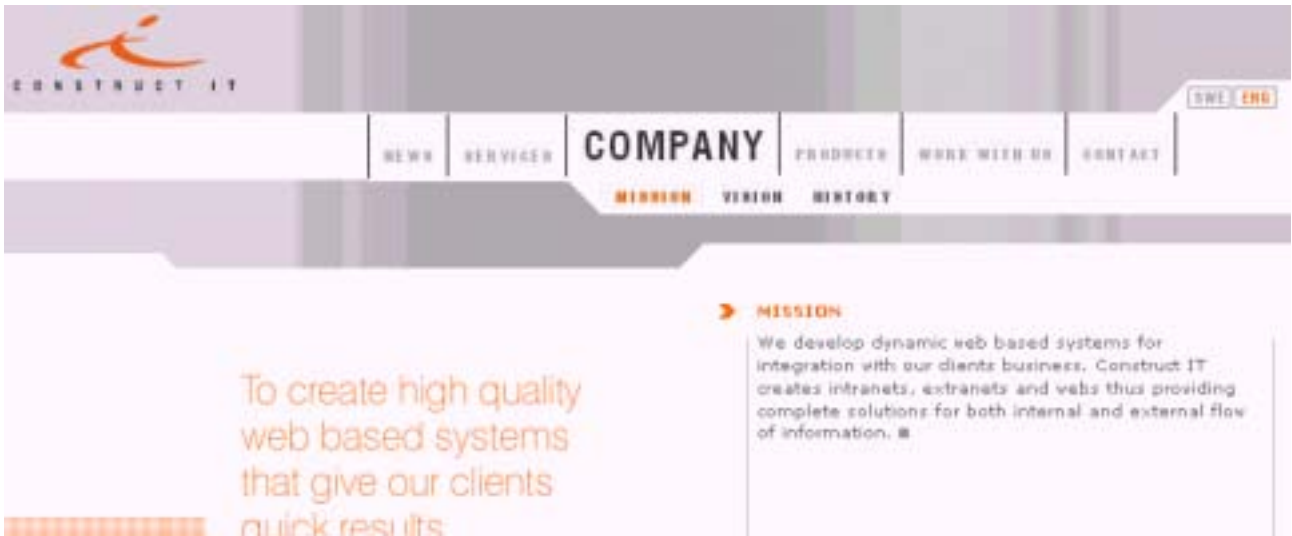 CONSTRUCT IT
SWE ENG
NEWS SERVICES COMPANY PRODUCTS WORK WITH US CONTACT
MISSION VISION HISTORY
MISSION
We develop dynamic web based systems for
integration with our clients business. Construct IT
creates intranets, extranets and webs thus providing
complete solutions for both internal and external flow
of information.
To create high quality
web based systems
that give our clients
quick results